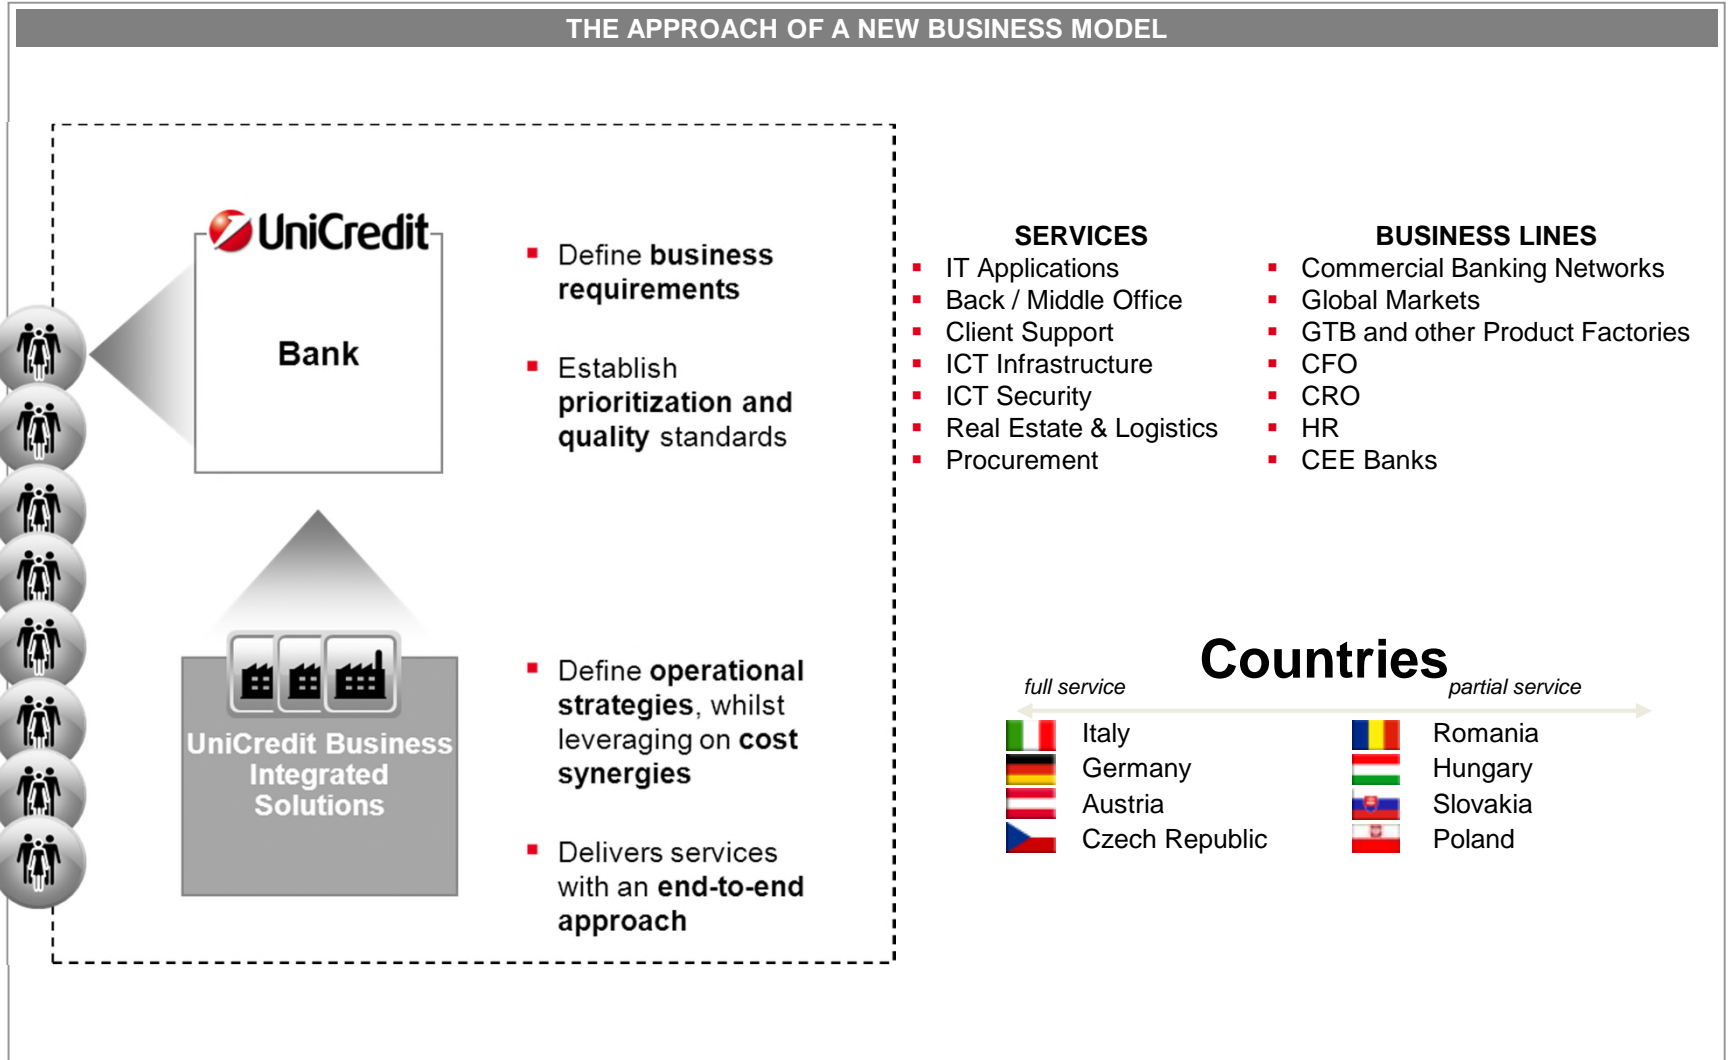 THE APPROACH OF A NEW BUSINESS MODEL
UniCredit
Bank
Define business
requirements
Establish
prioritization and
quality standards
UniCredit Business
Integrated
Solutions
Define operational
strategies, whilst
leveraging on cost
synergies
Delivers services
with an end-to-end
approach
SERVICES
IT Applications
Back / Middle Office
Client Support
ICT Infrastructure
ICT Security
Real Estate & Logistics
Procurement
BUSINESS LINES
Commercial Banking Networks
Global Markets
GTB and other Product Factories
CFO
CRO
HR
CEE Banks
Countries
full service
partial service
Italy
Germany
Austria
Czech Republic
Romania
Hungary
Slovakia
Poland